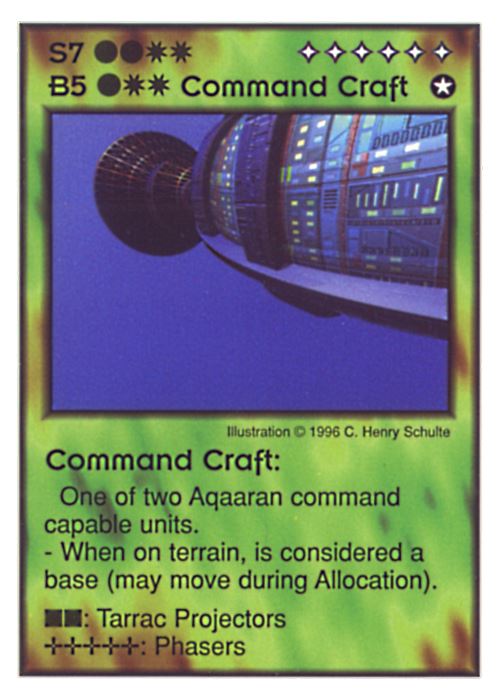 S7 ●●✷✷ ✧✧✧✧✧✧
B5 ●✷✷ Command Craft ✪
Illustration © 1996 C. Henry Schulte
Command Craft:
One of two Aqaaran command
capable units.
- When on terrain, is considered a
base (may move during Allocation).
■■: Tarrac Projectors
✛✛✛✛✛: Phasers